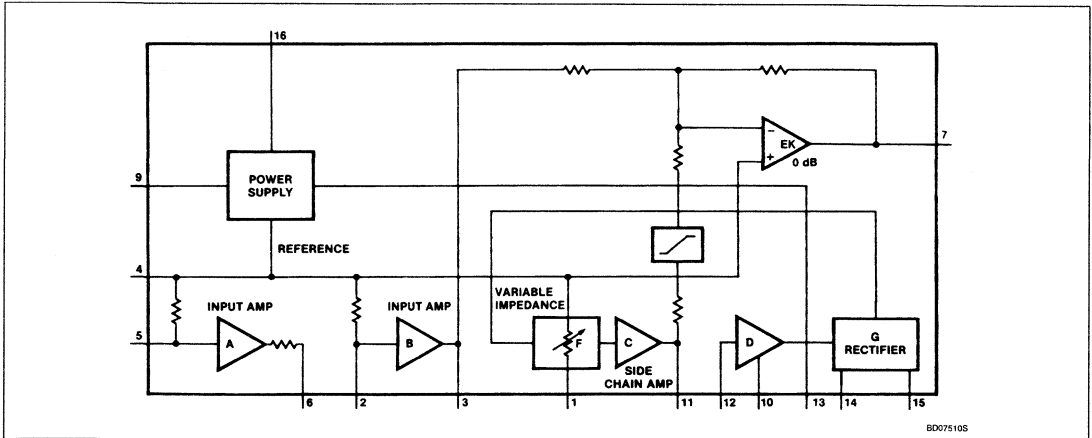 16
7
EK
-
+
0 dB
9
POWER
SUPPLY
REFERENCE
4
INPUT AMP
INPUT AMP
VARIABLE
IMPEDANCE
5
A
B
F
C
D
G
RECTIFIER
SIDE
CHAIN AMP
6
2
3
1
11
12
10
13
14
15
BD07510S